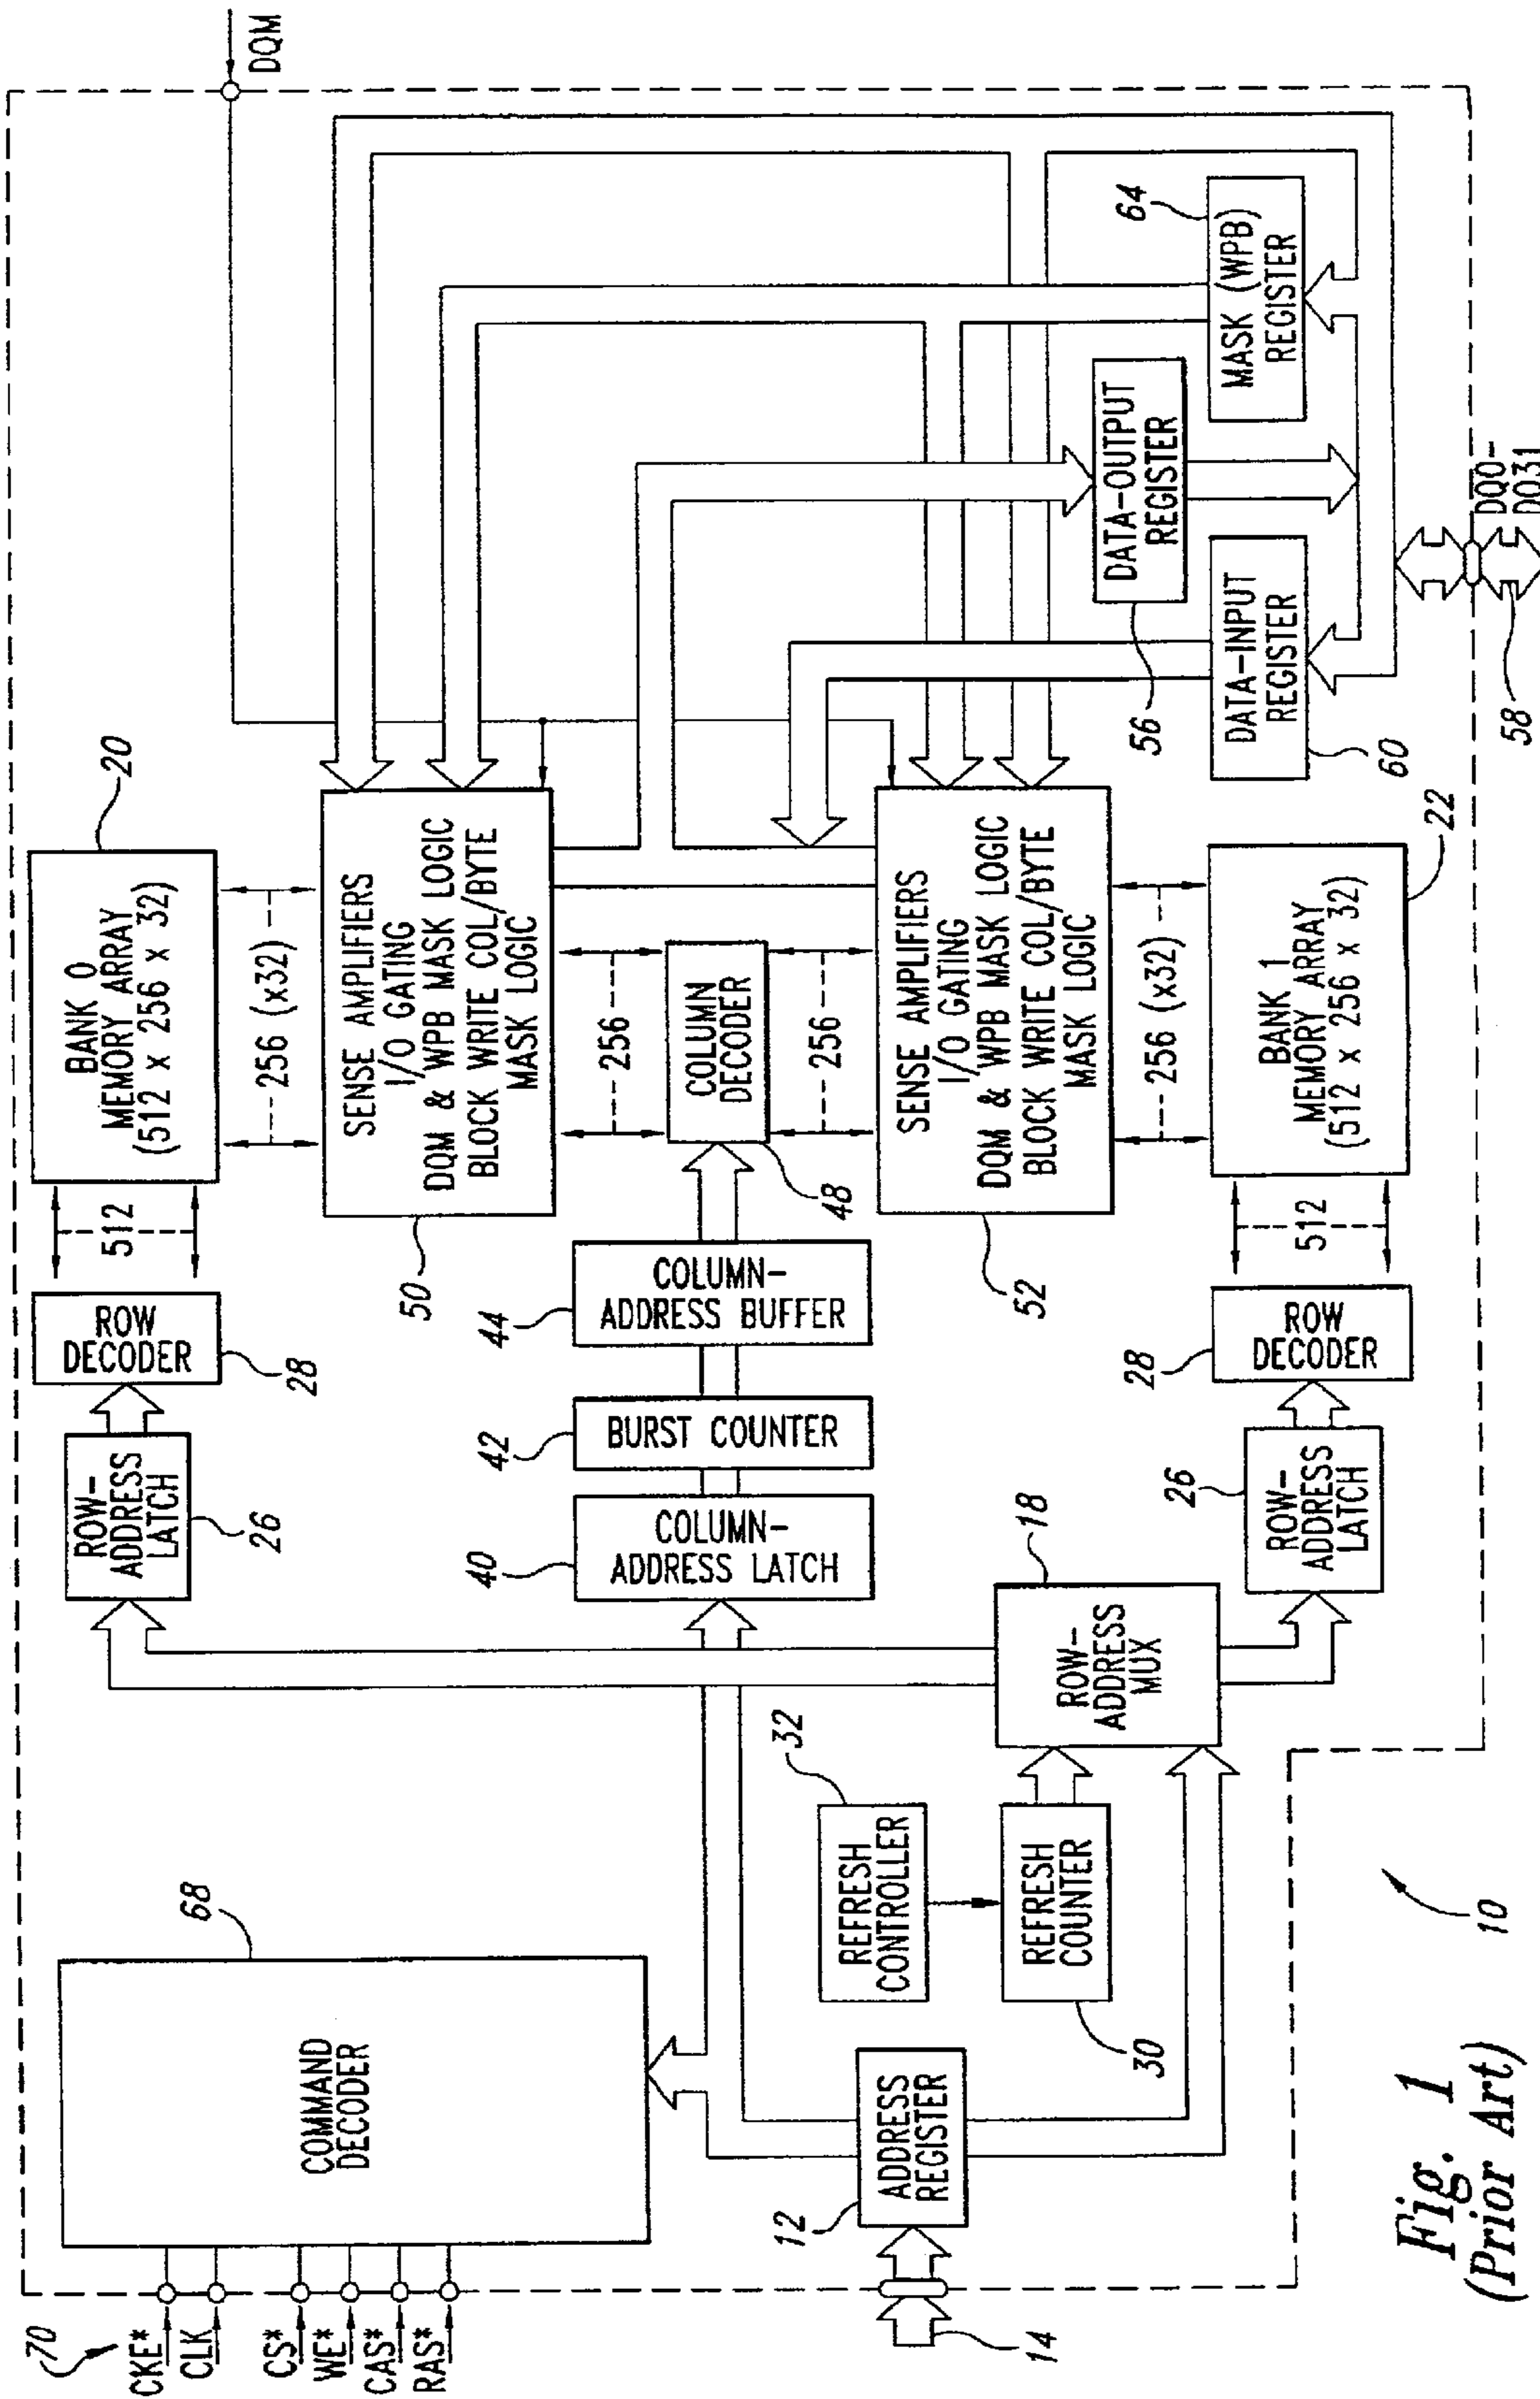 DQM
20
BANK 0
MEMORY ARRAY
(512 x 256 x 32)
512
256 (x32)
ROW
DECODER
28
ROW-
ADDRESS
LATCH
26
68
COMMAND
DECODER
70
CKE*
CLK
CS*
WE*
CAS*
RAS*
SENSE AMPLIFIERS
I/O GATING
DQM & WPB MASK LOGIC
BLOCK WRITE COL/BYTE
MASK LOGIC
50
256
COLUMN
DECODER
48
256
COLUMN-
ADDRESS BUFFER
44
BURST COUNTER
42
COLUMN-
ADDRESS LATCH
40
SENSE AMPLIFIERS
I/O GATING
DQM & WPB MASK LOGIC
BLOCK WRITE COL/BYTE
MASK LOGIC
52
256 (x32)
BANK 1
MEMORY ARRAY
(512 x 256 x 32)
22
512
ROW
DECODER
28
ROW-
ADDRESS
LATCH
26
ROW-
ADDRESS
MUX
18
REFRESH
CONTROLLER
32
REFRESH
COUNTER
30
ADDRESS
REGISTER
12
14
DATA-OUTPUT
REGISTER
56
MASK (WPB)
REGISTER
64
DATA-INPUT
REGISTER
60
DQ0-
DQ31
58
10
Fig. 1
(Prior Art)